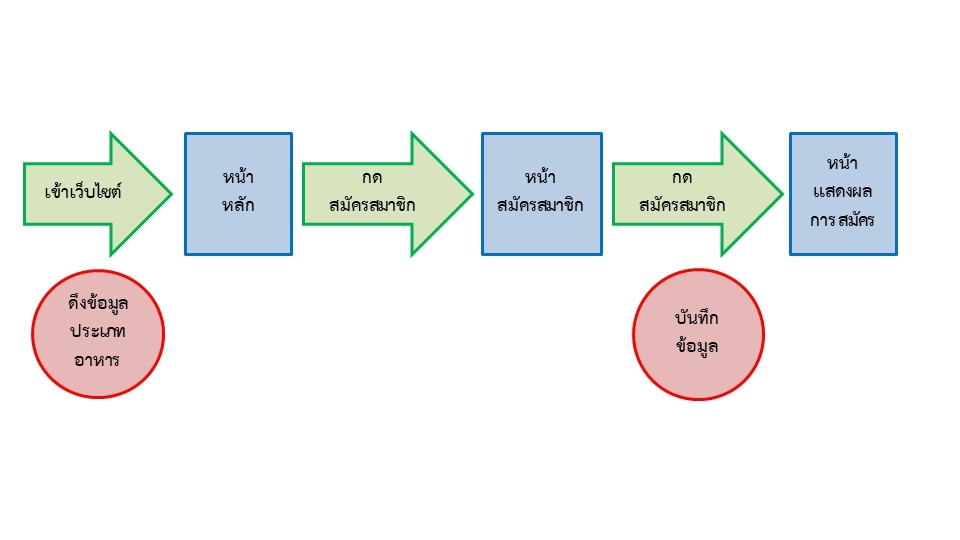 เข้าเว็บไซต์
หน้า
หลัก
กด
สมัครสมาชิก
หน้า
สมัครสมาชิก
กด
สมัครสมาชิก
หน้า
แสดงผล
การสมัคร
ดึงข้อมูล
ประเภท
อาหาร
บันทึก
ข้อมูล